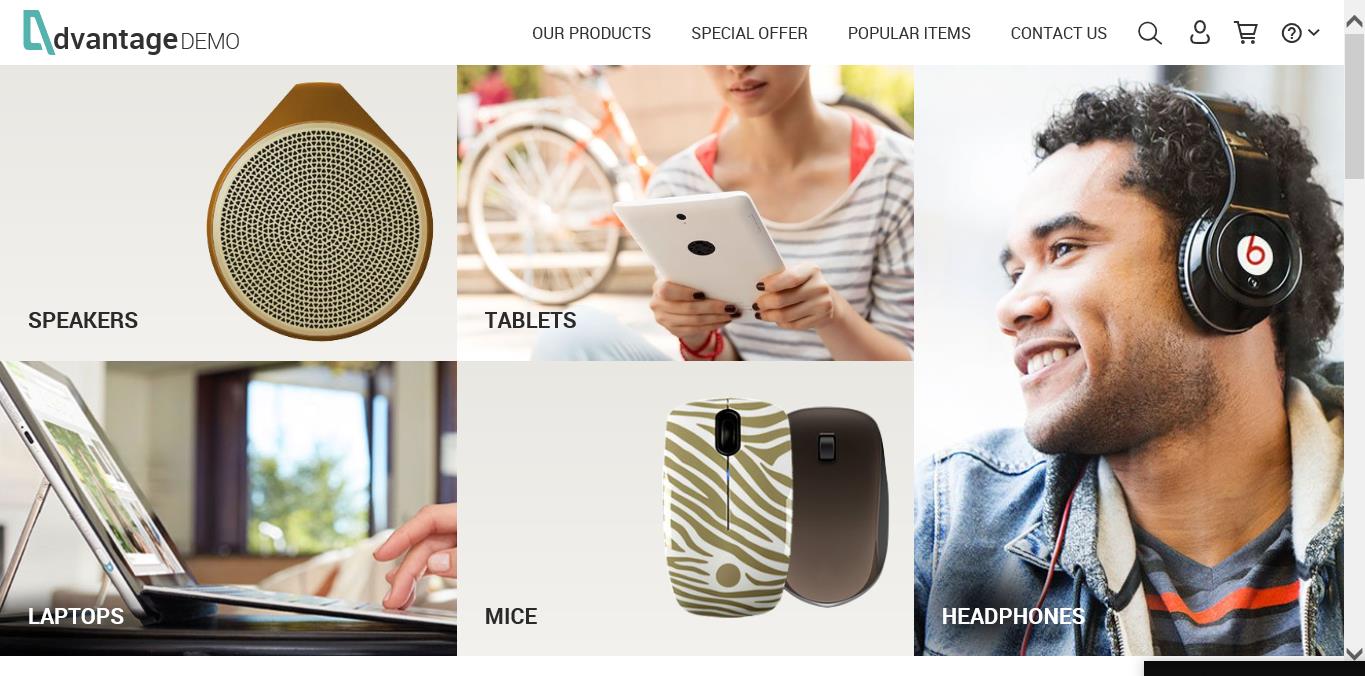 dvantage DEMO
OUR PRODUCTS SPECIAL OFFER POPULAR ITEMS CONTACT US
SPEAKERS
TABLETS
LAPTOPS
MICE
HEADPHONES